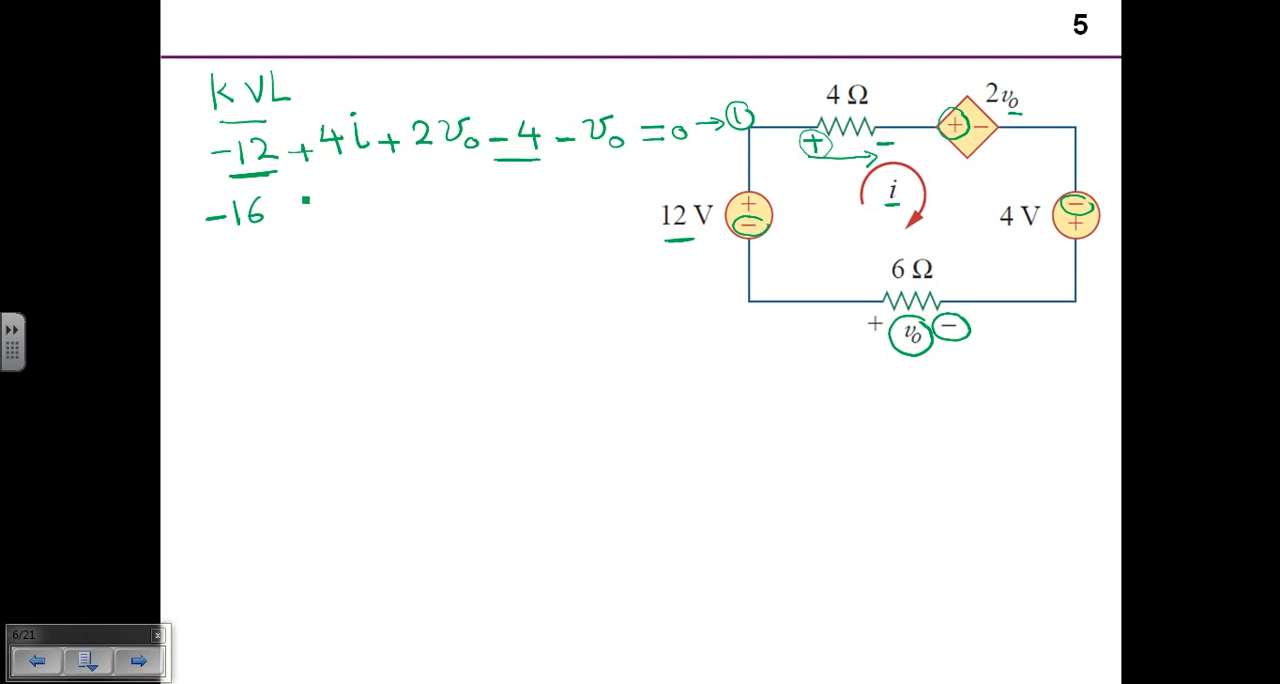 5
KVL
-12 + 4i + 2v₀ - 4 - v₀ = 0 → ①
-16
4 Ω
+ -
2v₀
+ -
i
12 V
+
-
4 V
-
+
6 Ω
+ v₀ -
6/21 x